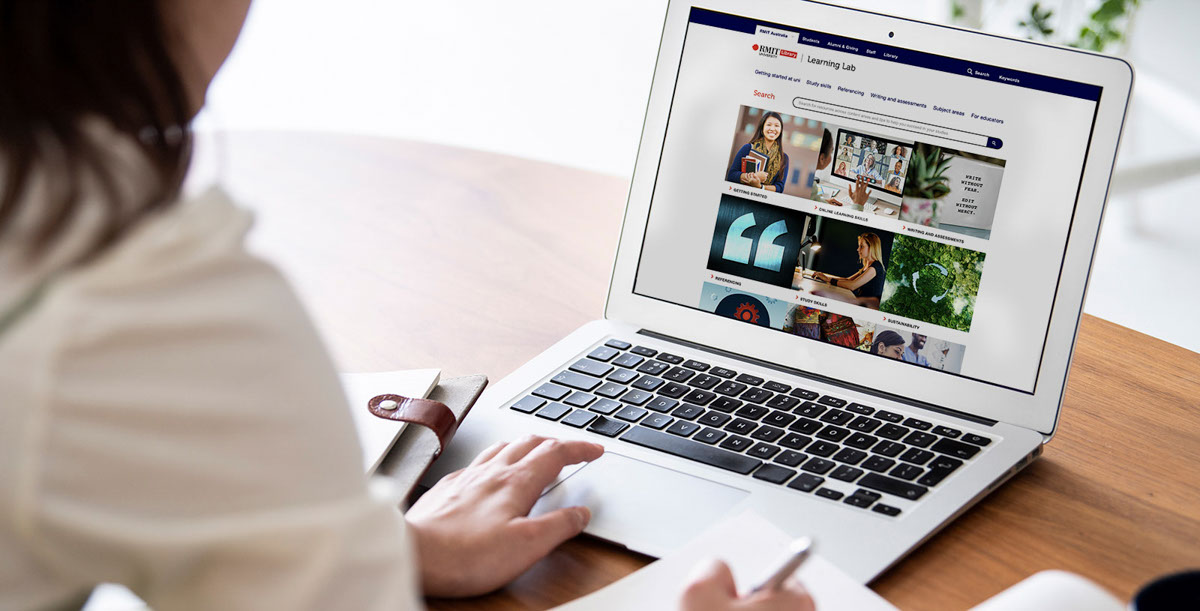 RMIT Australia Students Alumni & Giving Staff Library Search Keywords
RMIT UNIVERSITY Library Learning Lab
Getting started at uni Study skills Referencing Writing and assessments Subject areas For educators
Search
WRITE
WITHOUT
FEAR.
EDIT
WITHOUT
MERCY.
GETTING STARTED
ONLINE LEARNING SKILLS
WRITING AND ASSESSMENTS
REFERENCING
STUDY SKILLS
SUSTAINABILITY